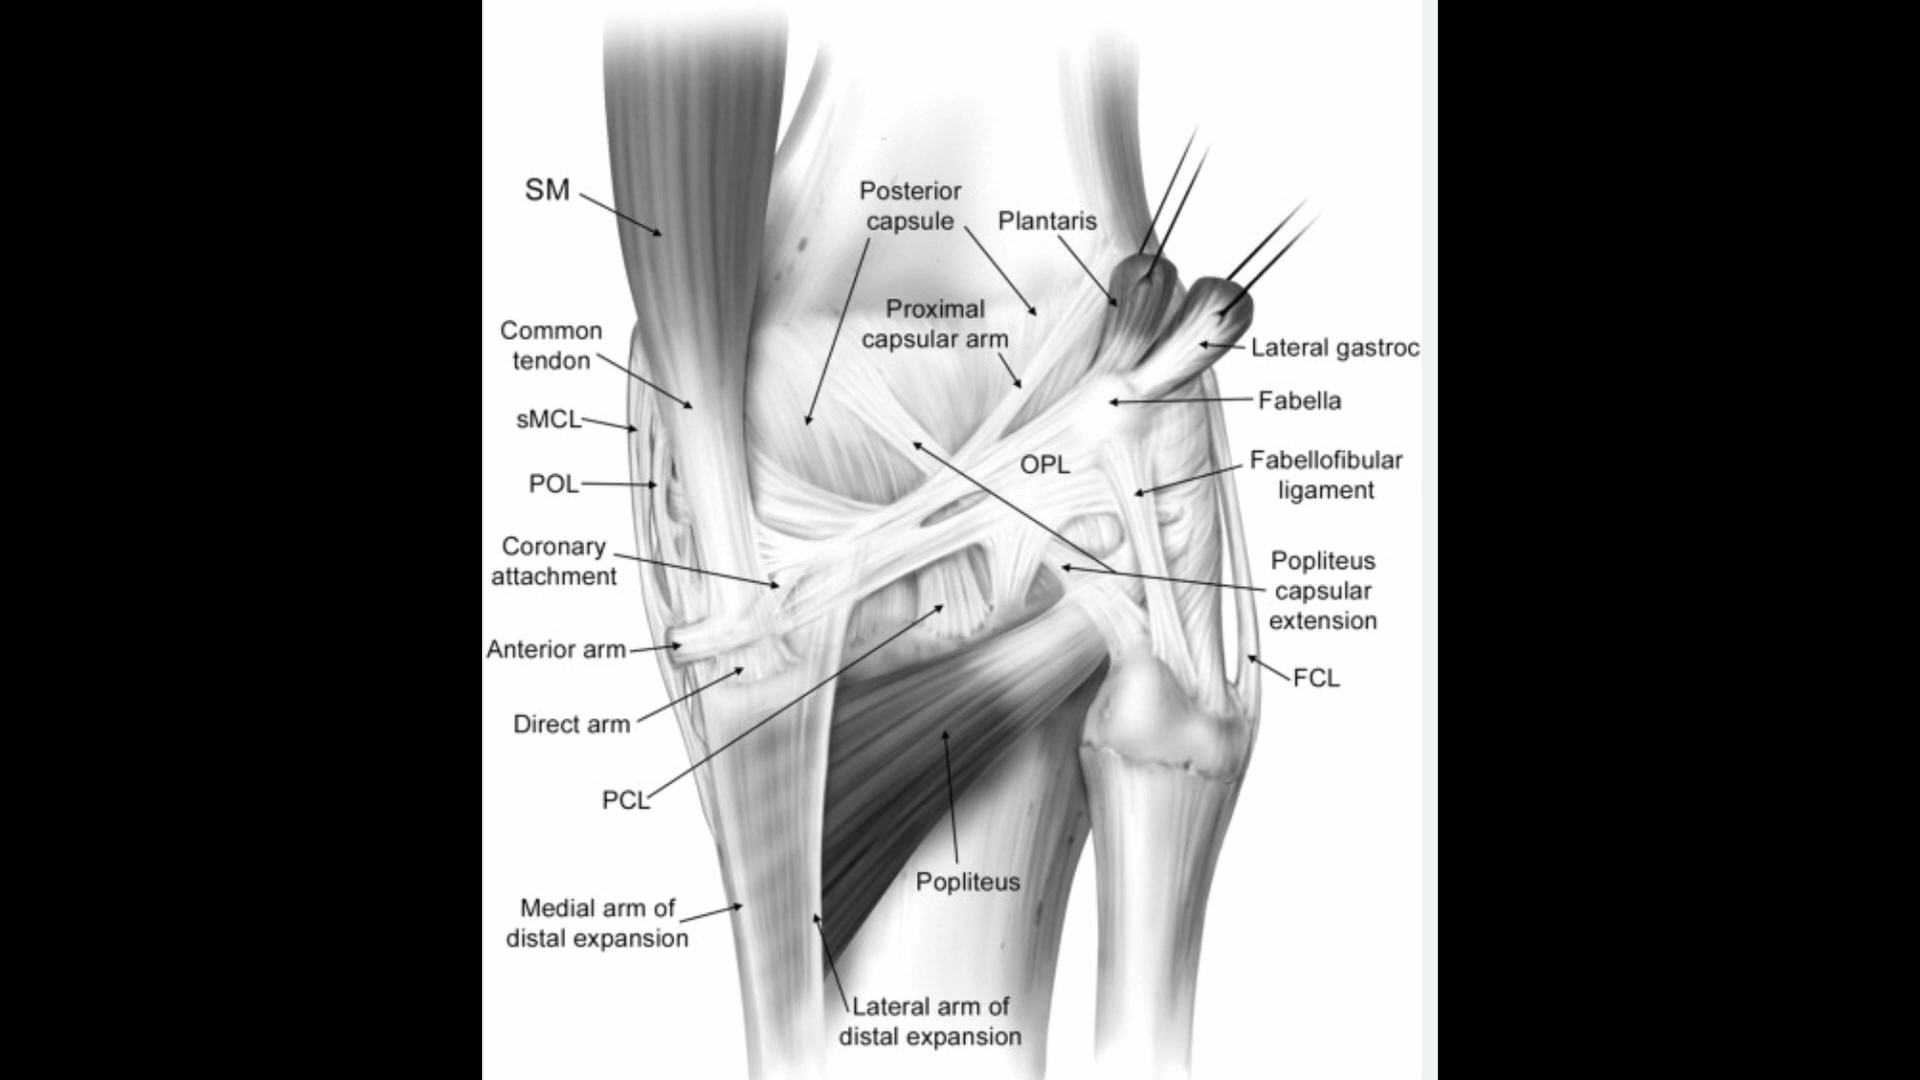 SM
Posterior
capsule
Plantaris
Proximal
capsular arm
Common
tendon
Lateral gastroc
sMCL
Fabella
POL
OPL
Fabellofibular
ligament
Coronary
attachment
Popliteus
capsular
extension
Anterior arm
FCL
Direct arm
PCL
Popliteus
Medial arm of
distal expansion
Lateral arm of
distal expansion